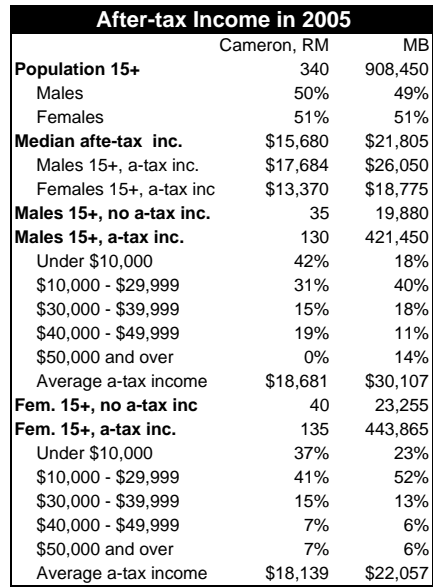 After-tax Income in 2005
Cameron, RM MB
Population 15+ 340 908,450
Males 50% 49%
Females 51% 51%
Median afte-tax inc. $15,680 $21,805
Males 15+, a-tax inc. $17,684 $26,050
Females 15+, a-tax inc $13,370 $18,775
Males 15+, no a-tax inc. 35 19,880
Males 15+, a-tax inc. 130 421,450
Under $10,000 42% 18%
$10,000 - $29,999 31% 40%
$30,000 - $39,999 15% 18%
$40,000 - $49,999 19% 11%
$50,000 and over 0% 14%
Average a-tax income $18,681 $30,107
Fem. 15+, no a-tax inc 40 23,255
Fem. 15+, a-tax inc. 135 443,865
Under $10,000 37% 23%
$10,000 - $29,999 41% 52%
$30,000 - $39,999 15% 13%
$40,000 - $49,999 7% 6%
$50,000 and over 7% 6%
Average a-tax income $18,139 $22,057